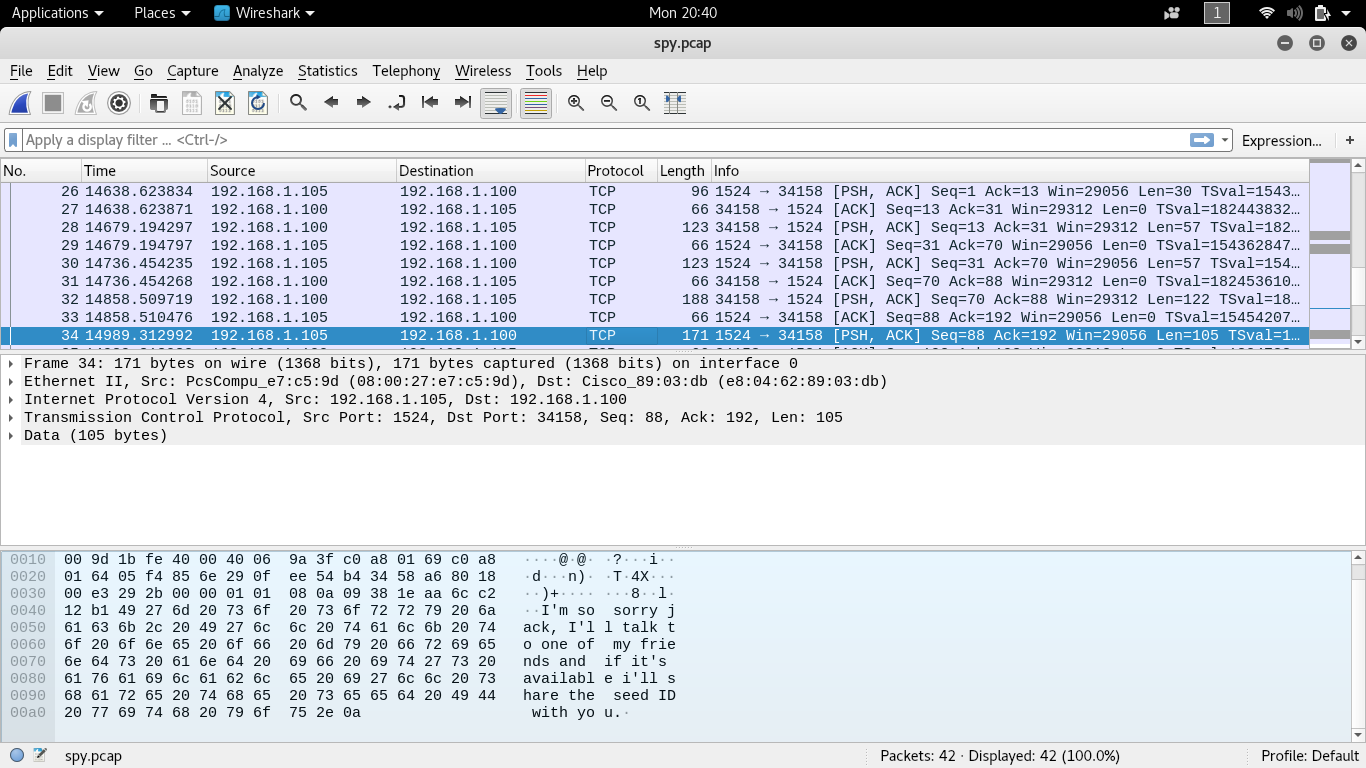 Applications Places Wireshark Mon 20:40 1
spy.pcap
File Edit View Go Capture Analyze Statistics Telephony Wireless Tools Help
Apply a display filter ... <Ctrl-/> Expression... +
No. Time Source Destination Protocol Length Info
26 14638.623834 192.168.1.105 192.168.1.100 TCP 96 1524 → 34158 [PSH, ACK] Seq=1 Ack=13 Win=29056 Len=30 TSval=1543…
27 14638.623871 192.168.1.100 192.168.1.105 TCP 66 34158 → 1524 [ACK] Seq=13 Ack=31 Win=29312 Len=0 TSval=182443832…
28 14679.194297 192.168.1.100 192.168.1.105 TCP 123 34158 → 1524 [PSH, ACK] Seq=13 Ack=31 Win=29312 Len=57 TSval=182…
29 14679.194797 192.168.1.105 192.168.1.100 TCP 66 1524 → 34158 [ACK] Seq=31 Ack=70 Win=29056 Len=0 TSval=154362847…
30 14736.454235 192.168.1.105 192.168.1.100 TCP 123 1524 → 34158 [PSH, ACK] Seq=31 Ack=70 Win=29056 Len=57 TSval=154…
31 14736.454268 192.168.1.100 192.168.1.105 TCP 66 34158 → 1524 [ACK] Seq=70 Ack=88 Win=29312 Len=0 TSval=182453610…
32 14858.509719 192.168.1.100 192.168.1.105 TCP 188 34158 → 1524 [PSH, ACK] Seq=70 Ack=88 Win=29312 Len=122 TSval=18…
33 14858.510476 192.168.1.105 192.168.1.100 TCP 66 1524 → 34158 [ACK] Seq=88 Ack=192 Win=29056 Len=0 TSval=15454207…
34 14989.312992 192.168.1.105 192.168.1.100 TCP 171 1524 → 34158 [PSH, ACK] Seq=88 Ack=192 Win=29056 Len=105 TSval=1…
Frame 34: 171 bytes on wire (1368 bits), 171 bytes captured (1368 bits) on interface 0
Ethernet II, Src: PcsCompu_e7:c5:9d (08:00:27:e7:c5:9d), Dst: Cisco_89:03:db (e8:04:62:89:03:db)
Internet Protocol Version 4, Src: 192.168.1.105, Dst: 192.168.1.100
Transmission Control Protocol, Src Port: 1524, Dst Port: 34158, Seq: 88, Ack: 192, Len: 105
Data (105 bytes)
0010 00 9d 1b fe 40 00 40 06 9a 3f c0 a8 01 69 c0 a8 ····@·@· ·?···i··
0020 01 64 05 f4 85 6e 29 0f ee 54 b4 34 58 a6 80 18 ·d···n)· ·T·4X···
0030 00 e3 29 2b 00 00 01 01 08 0a 09 38 1e aa 6c c2 ··)+···· ···8··l·
0040 12 b1 49 27 6d 20 73 6f 20 73 6f 72 72 79 20 6a ··I'm so sorry j
0050 61 63 6b 2c 20 49 27 6c 6c 20 74 61 6c 6b 20 74 ack, I'l l talk t
0060 6f 20 6f 6e 65 20 6f 66 20 6d 79 20 66 72 69 65 o one of my frie
0070 6e 64 73 20 61 6e 64 20 69 66 20 69 74 27 73 20 nds and if it's
0080 61 76 61 69 6c 61 62 6c 65 20 69 27 6c 6c 20 73 availabl e i'll s
0090 68 61 72 65 20 74 68 65 20 73 65 65 64 20 49 44 hare the seed ID
00a0 20 77 69 74 68 20 79 6f 75 2e 0a with yo u.·
spy.pcap Packets: 42 · Displayed: 42 (100.0%) Profile: Default